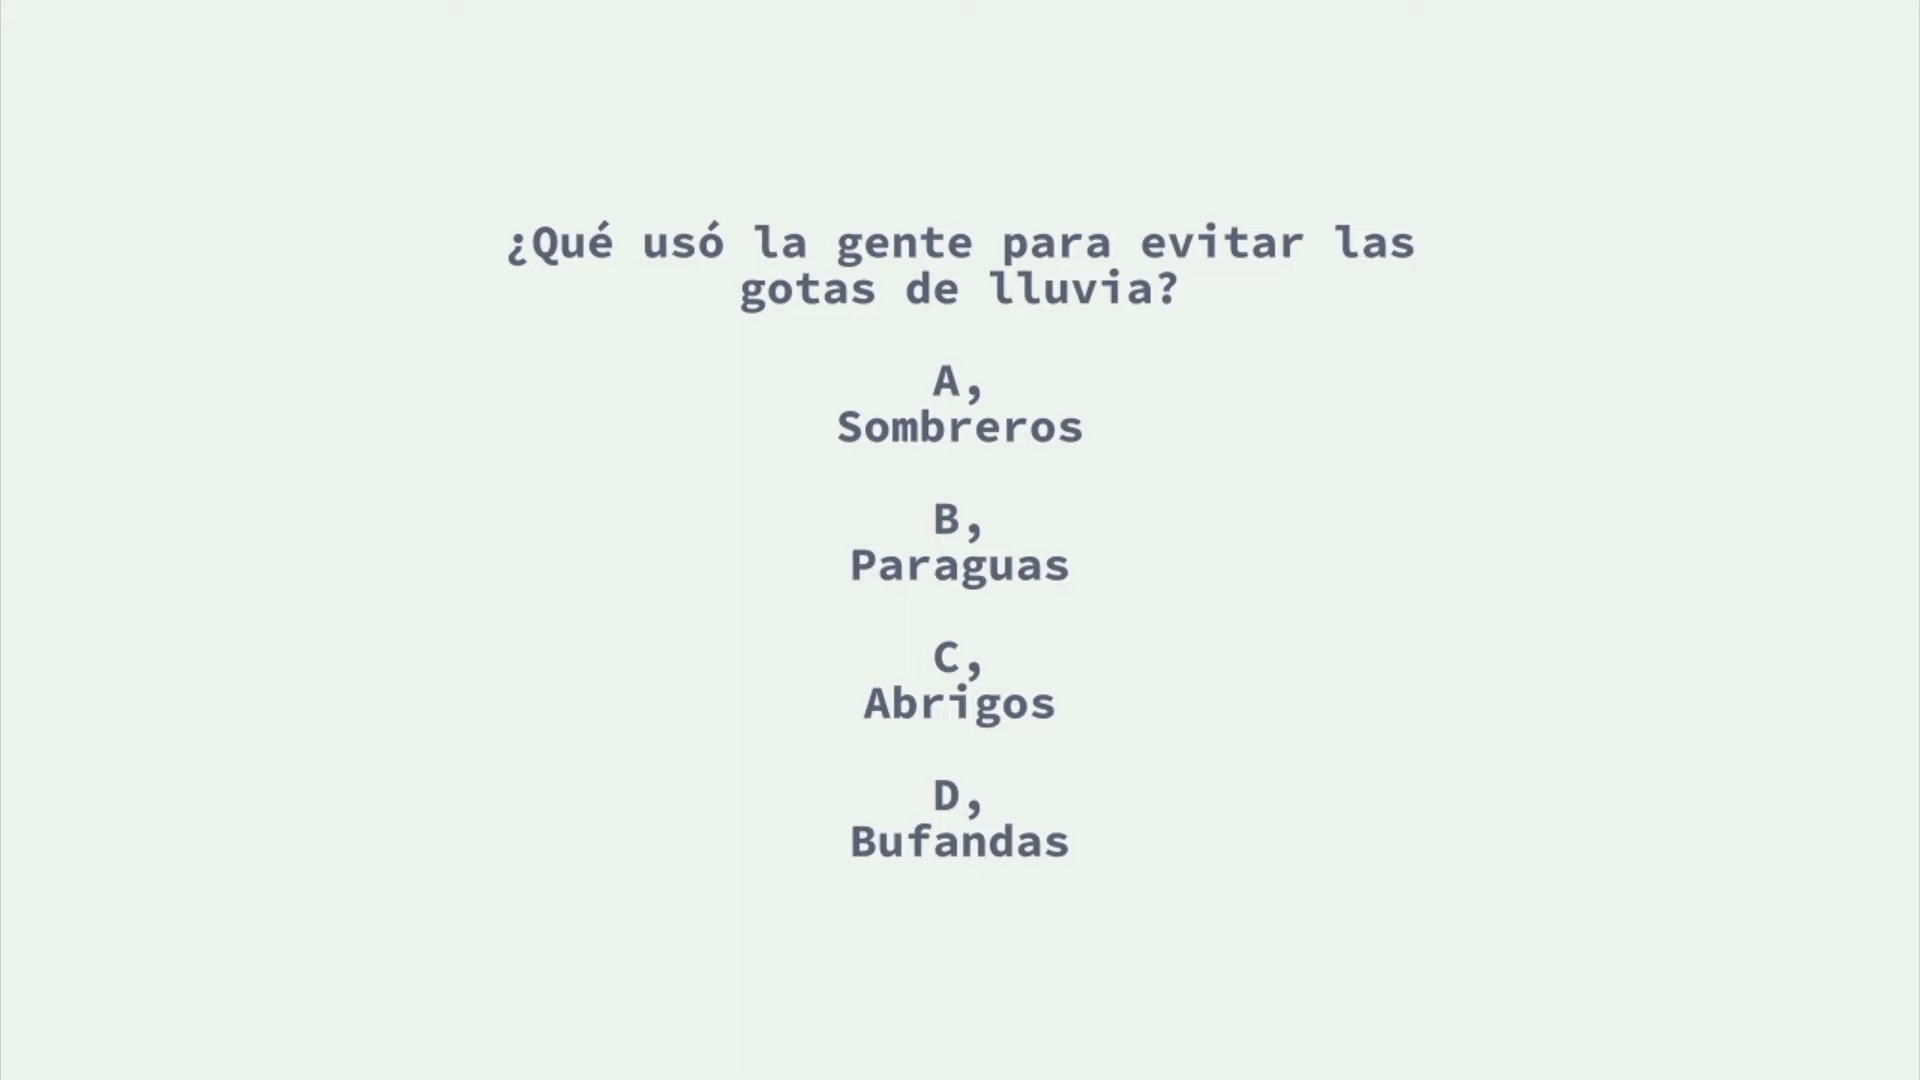 ¿Qué usó la gente para evitar las
gotas de lluvia?
A,
Sombreros
B,
Paraguas
C,
Abrigos
D,
Bufandas